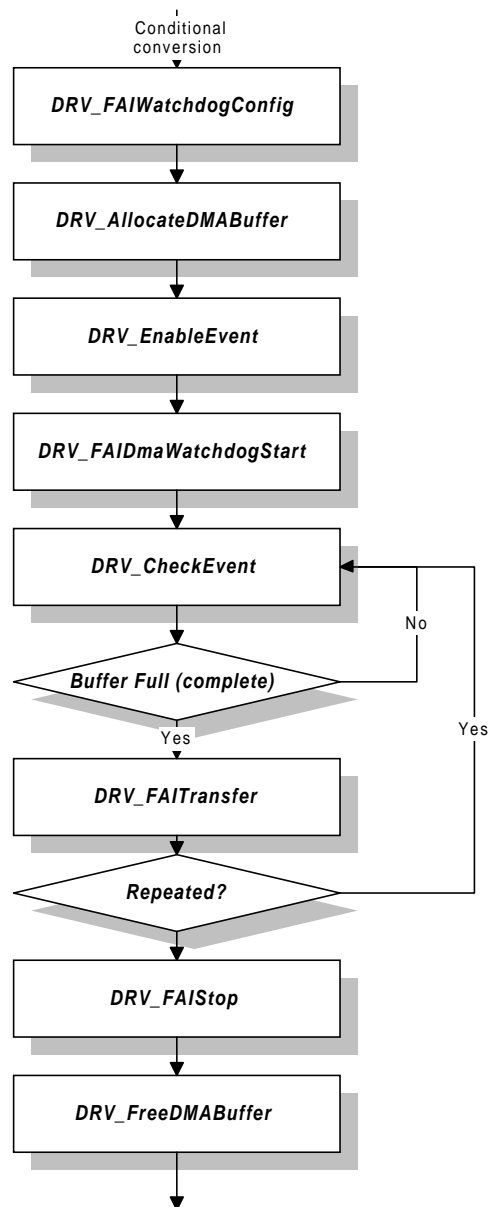 Conditional
conversion
DRV_FAIWatchdogConfig
DRV_AllocateDMABuffer
DRV_EnableEvent
DRV_FAIDmaWatchdogStart
DRV_CheckEvent
No
Buffer Full (complete)
Yes
Yes
DRV_FAITransfer
Repeated?
DRV_FAIStop
DRV_FreeDMABuffer